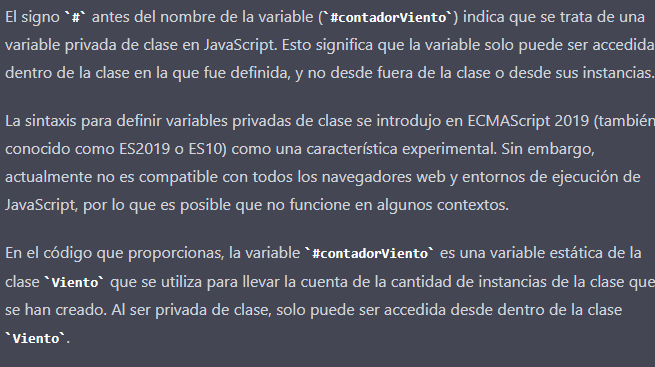 El signo `#` antes del nombre de la variable (`#contadorViento`) indica que se trata de una
variable privada de clase en JavaScript. Esto significa que la variable solo puede ser accedida
dentro de la clase en la que fue definida, y no desde fuera de la clase o desde sus instancias.
La sintaxis para definir variables privadas de clase se introdujo en ECMAScript 2019 (también
conocido como ES2019 o ES10) como una característica experimental. Sin embargo,
actualmente no es compatible con todos los navegadores web y entornos de ejecución de
JavaScript, por lo que es posible que no funcione en algunos contextos.
En el código que proporcionas, la variable `#contadorViento` es una variable estática de la
clase `Viento` que se utiliza para llevar la cuenta de la cantidad de instancias de la clase que
se han creado. Al ser privada de clase, solo puede ser accedida desde dentro de la clase
`Viento`.